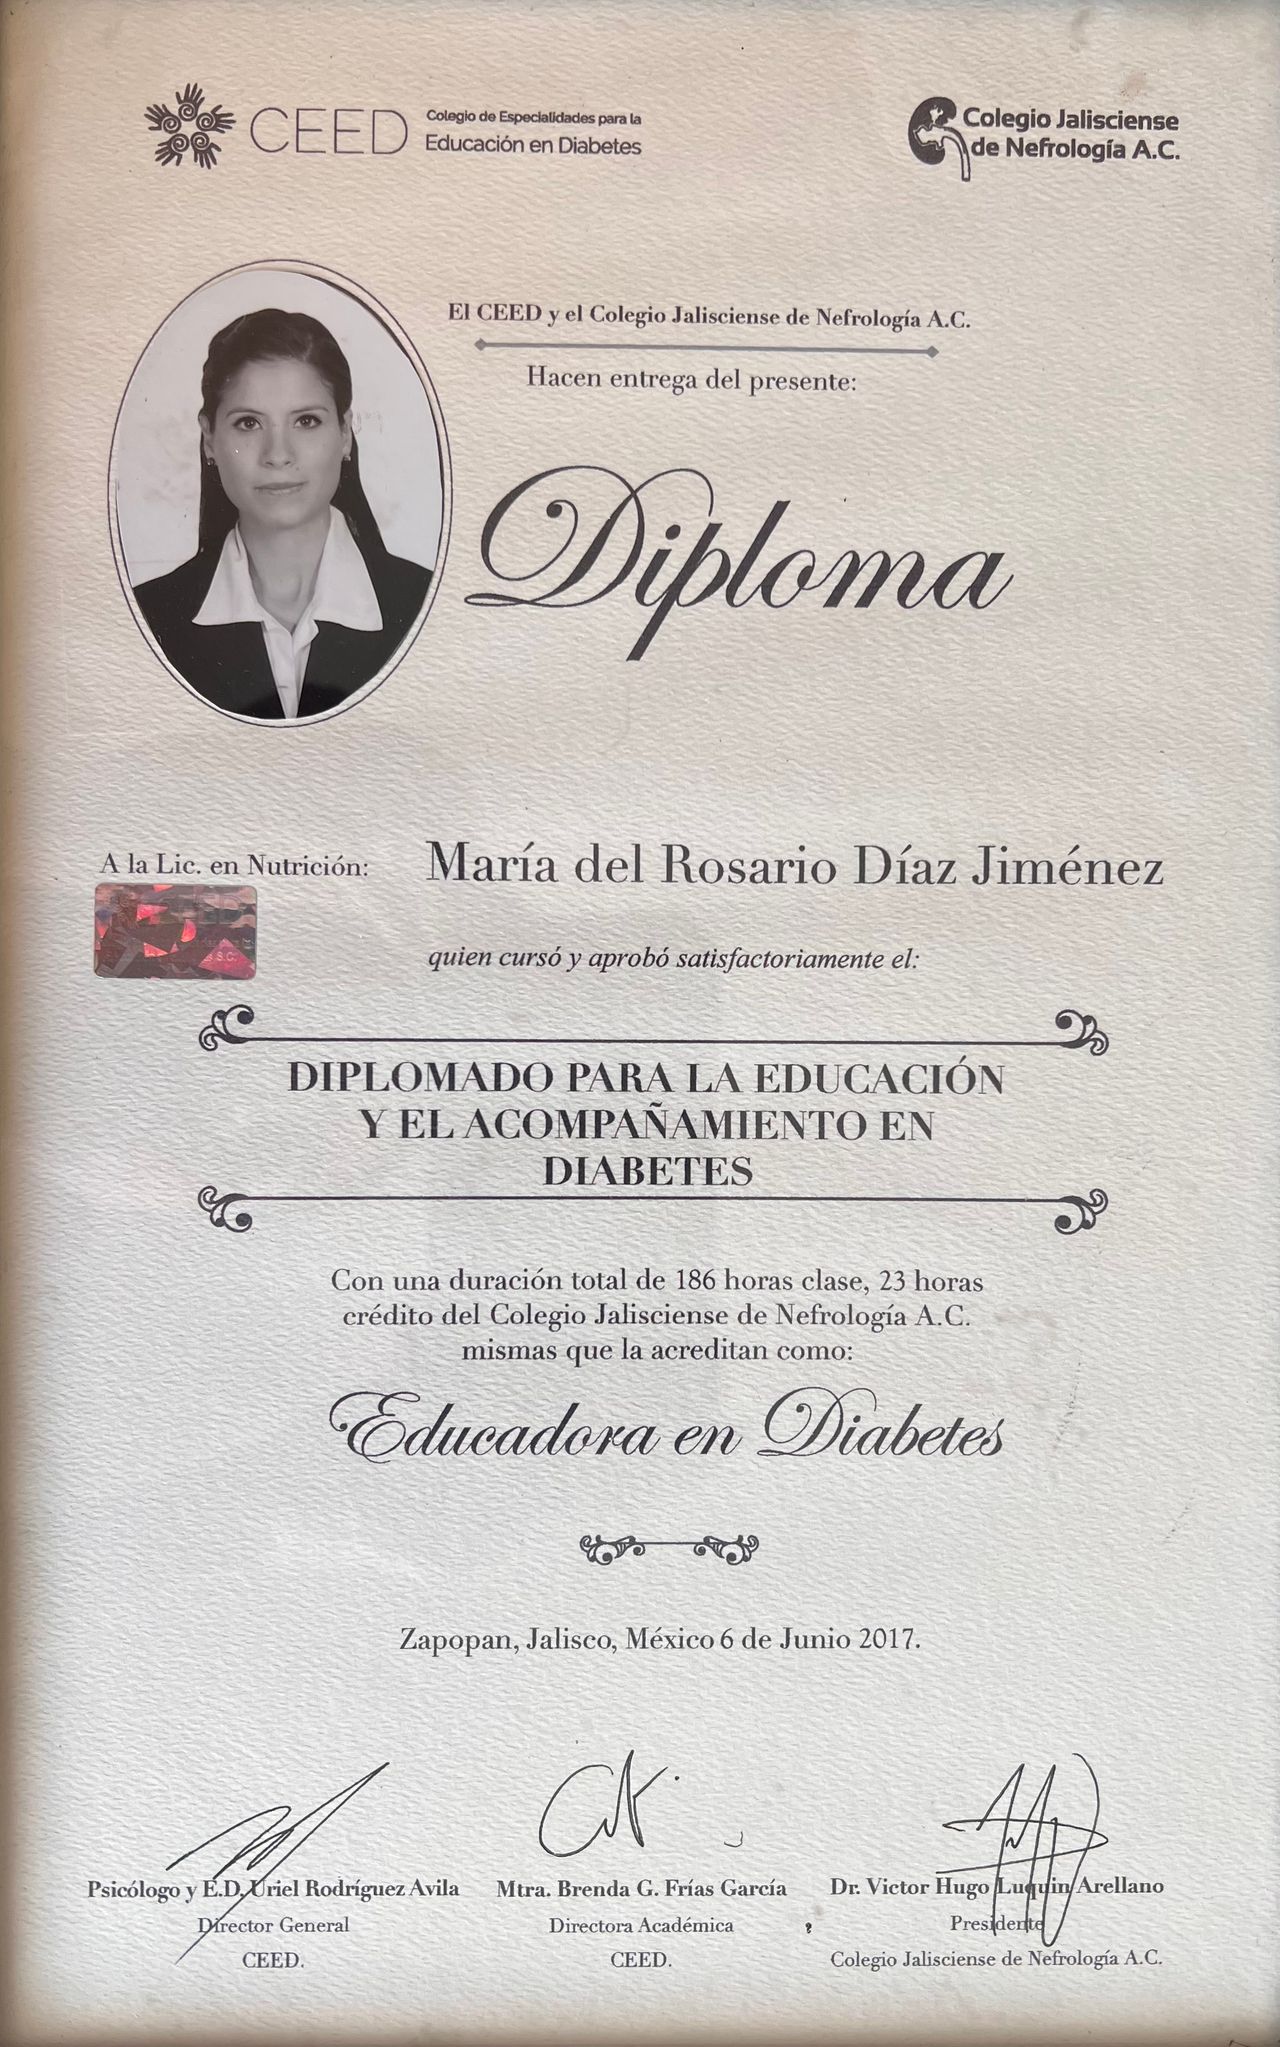 CEED
Colegio de Especialidades para la
Educación en Diabetes
Colegio Jalisciense
de Nefrología A.C.
El CEED y el Colegio Jalisciense de Nefrología A.C.
Hacen entrega del presente:
Diploma
A la Lic. en Nutrición: María del Rosario Díaz Jiménez
quien cursó y aprobó satisfactoriamente el:
DIPLOMADO PARA LA EDUCACIÓN
Y EL ACOMPAÑAMIENTO EN
DIABETES
Con una duración total de 186 horas clase, 23 horas
crédito del Colegio Jalisciense de Nefrología A.C.
mismas que la acreditan como:
Educadora en Diabetes
Zapopan, Jalisco, México 6 de Junio 2017.
Psicólogo y E.D. Uriel Rodríguez Avila
Director General
CEED.
Mtra. Brenda G. Frías García
Directora Académica
CEED.
Dr. Victor Hugo Luquin Arellano
Presidente
Colegio Jalisciense de Nefrología A.C.